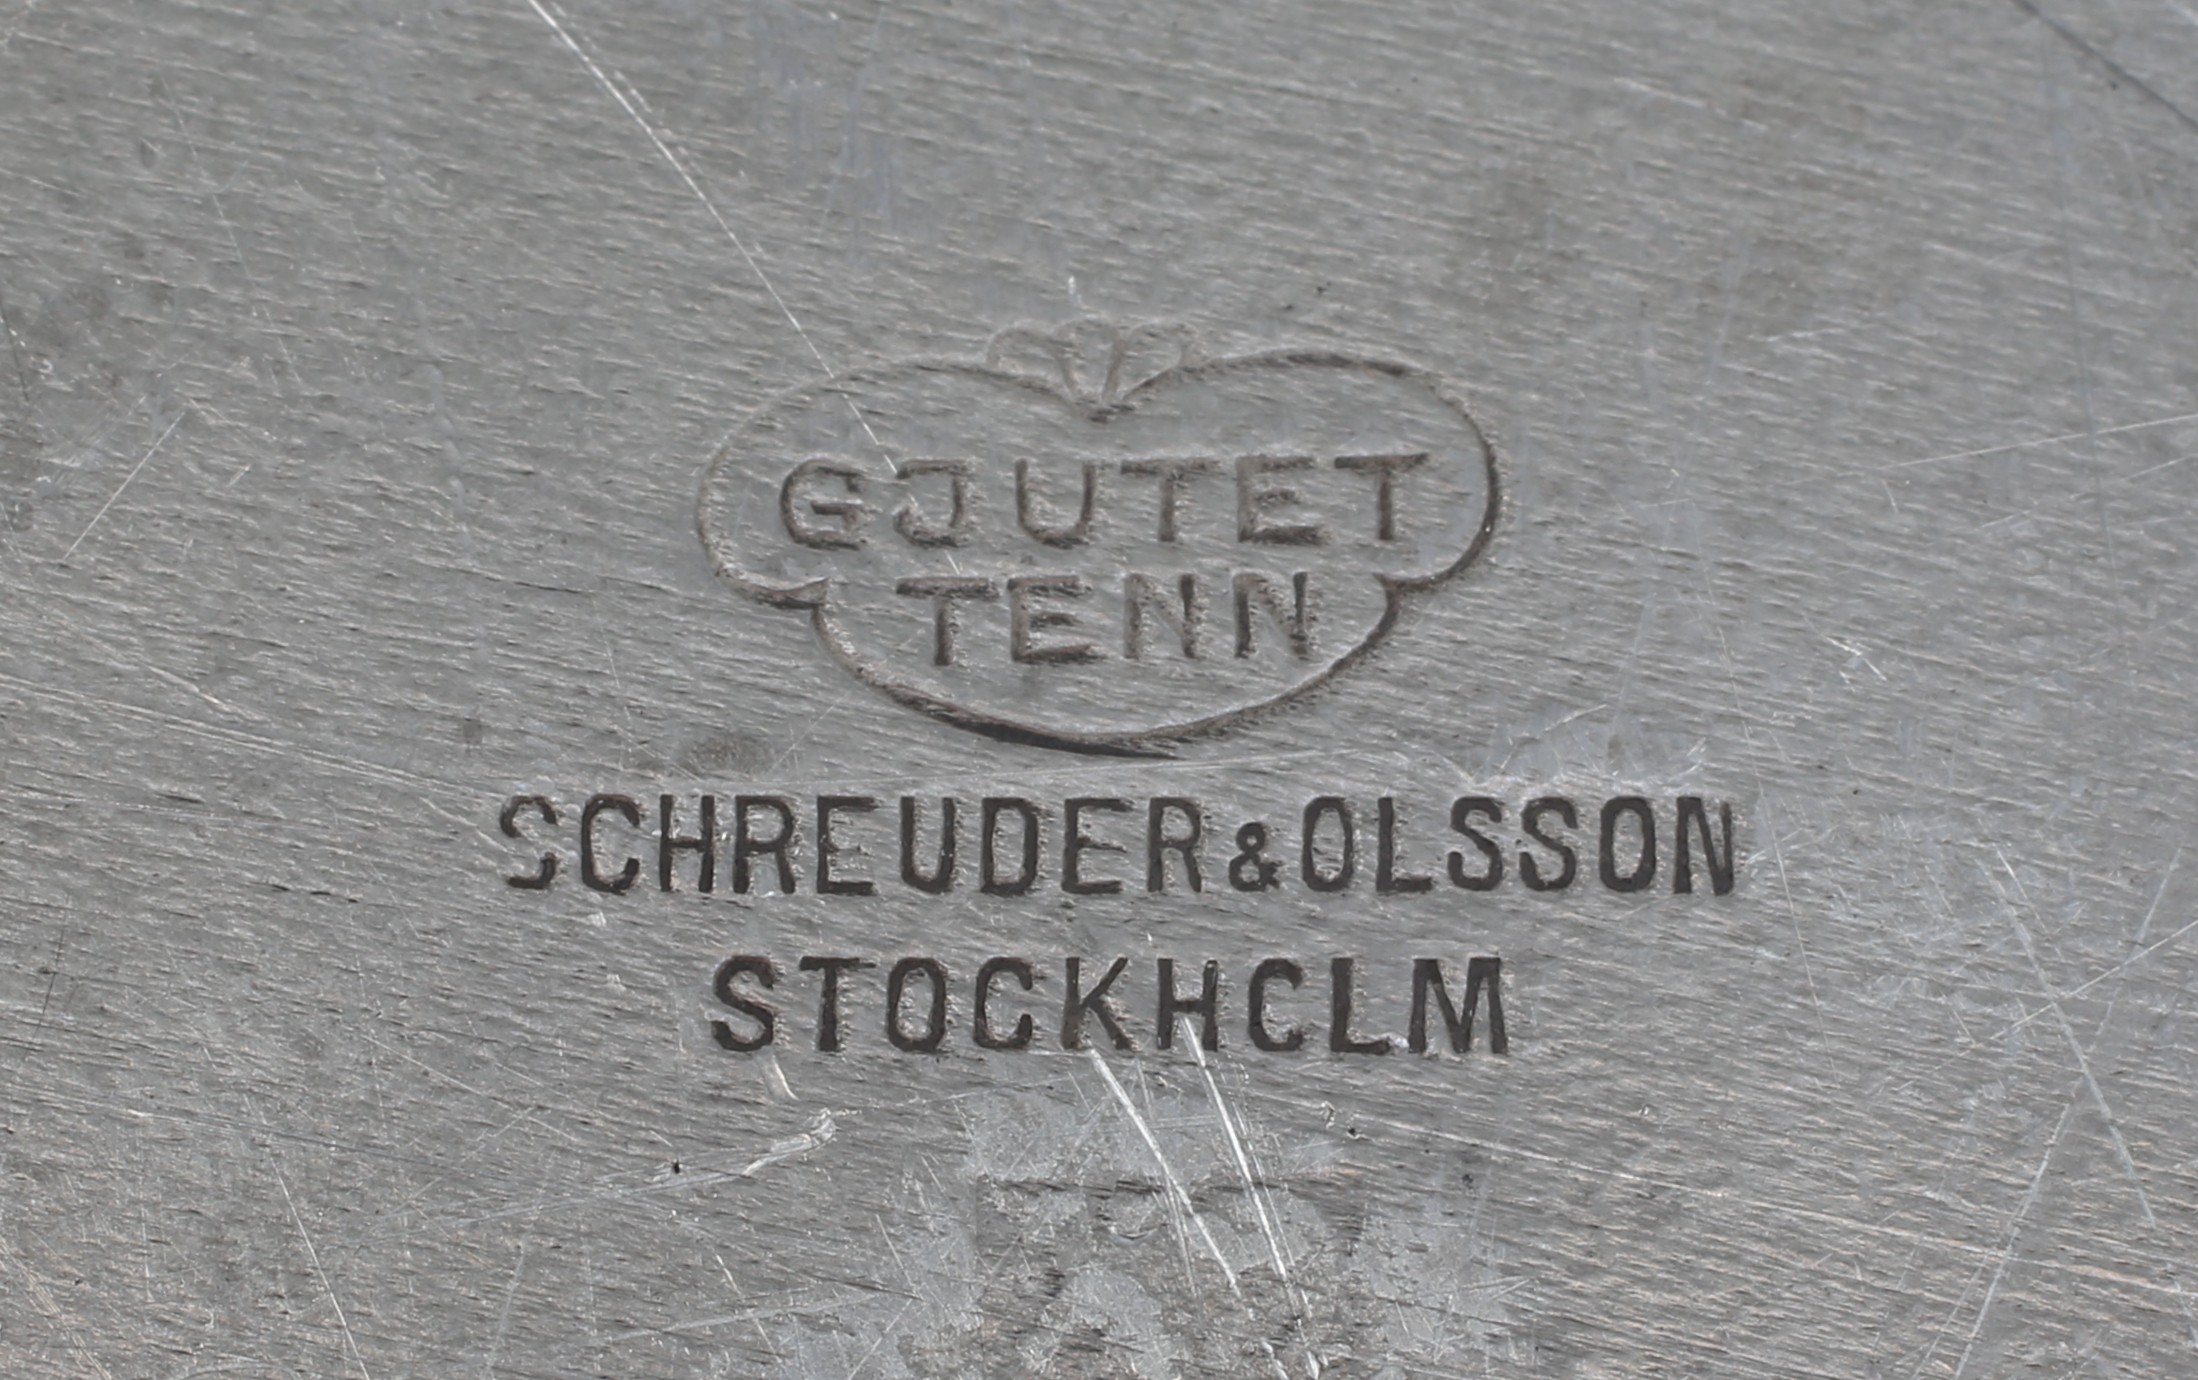 GJUTET
TENN
SCHREUDER & OLSSON
STOCKHCLM